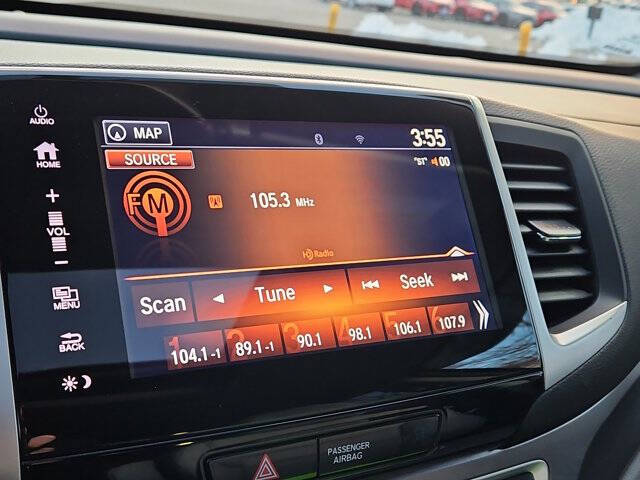 AUDIO
MAP
3:55
SOURCE
"ST" 00
HOME
FM
105.3 MHz
+
VOL
HD Radio
−
Scan ◄ Tune ► Seek
MENU
1 2 3 4 5 6
104.1-1 89.1-1 90.1 98.1 106.1 107.9
BACK
PASSENGER
AIRBAG